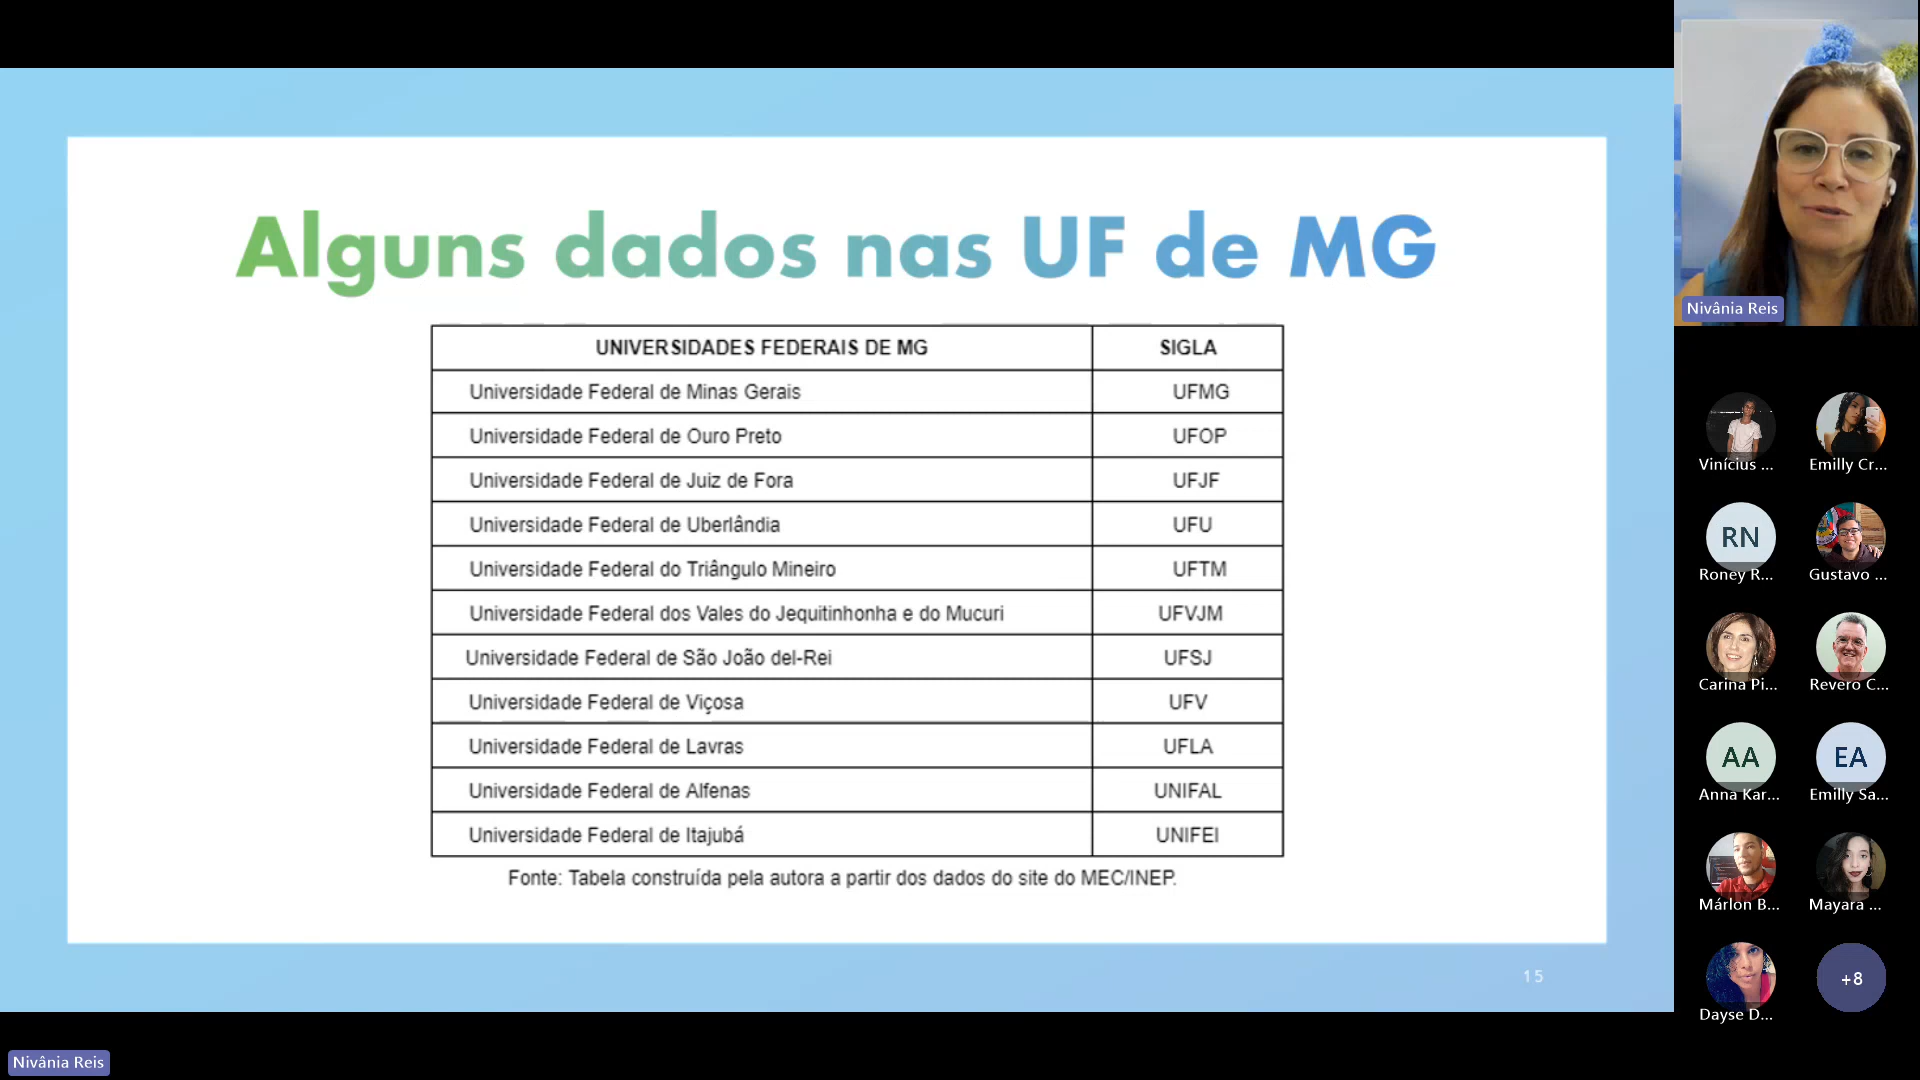 Alguns dados nas UF de MG
UNIVERSIDADES FEDERAIS DE MG SIGLA
Universidade Federal de Minas Gerais UFMG
Universidade Federal de Ouro Preto UFOP
Universidade Federal de Juiz de Fora UFJF
Universidade Federal de Uberlândia UFU
Universidade Federal do Triângulo Mineiro UFTM
Universidade Federal dos Vales do Jequitinhonha e do Mucuri UFVJM
Universidade Federal de São João del-Rei UFSJ
Universidade Federal de Viçosa UFV
Universidade Federal de Lavras UFLA
Universidade Federal de Alfenas UNIFAL
Universidade Federal de Itajubá UNIFEI
Fonte: Tabela construída pela autora a partir dos dados do site do MEC/INEP.
15
Nivânia Reis
Nivânia Reis
Vinícius ... Emilly Cr...
RN
Roney R... Gustavo ...
Carina Pi... Revero C...
AA EA
Anna Kar... Emilly Sa...
Márlon B... Mayara ...
+8
Dayse D...